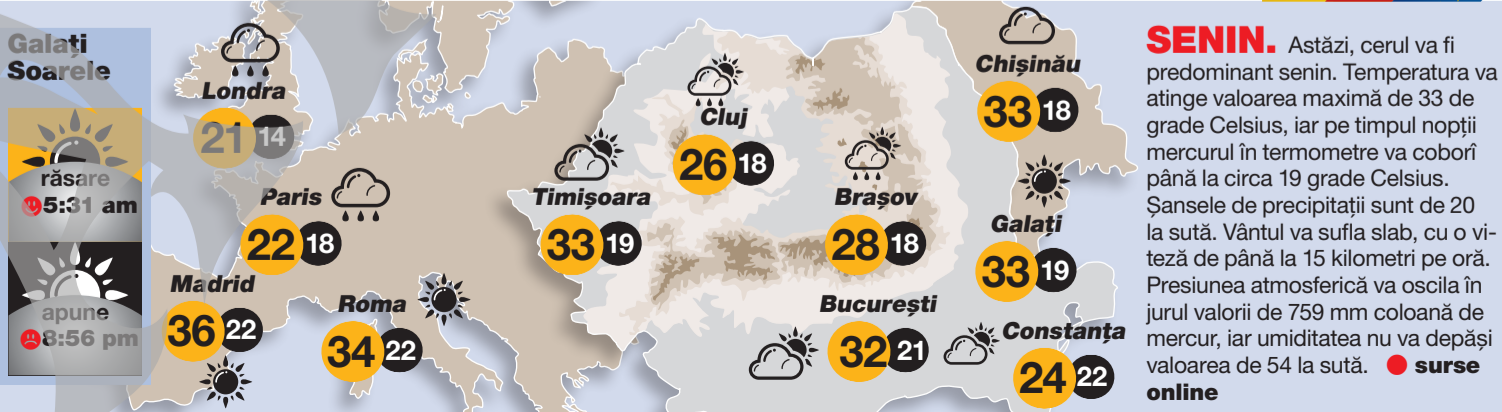 Galați
Soarele
răsare
5:31 am
apune
8:56 pm
Londra
21 14
Paris
22 18
Madrid
36 22
Roma
34 22
Timișoara
33 19
Cluj
26 18
Brașov
28 18
București
32 21
Chișinău
33 18
Galați
33 19
Constanța
24 22
SENIN. Astăzi, cerul va fi
predominant senin. Temperatura va
atinge valoarea maximă de 33 de
grade Celsius, iar pe timpul nopții
mercurul în termometre va coborî
până la circa 19 grade Celsius.
Șansele de precipitații sunt de 20
la sută. Vântul va sufla slab, cu o vi-
teză de până la 15 kilometri pe oră.
Presiunea atmosferică va oscila în
jurul valorii de 759 mm coloană de
mercur, iar umiditatea nu va depăși
valoarea de 54 la sută. surse
online